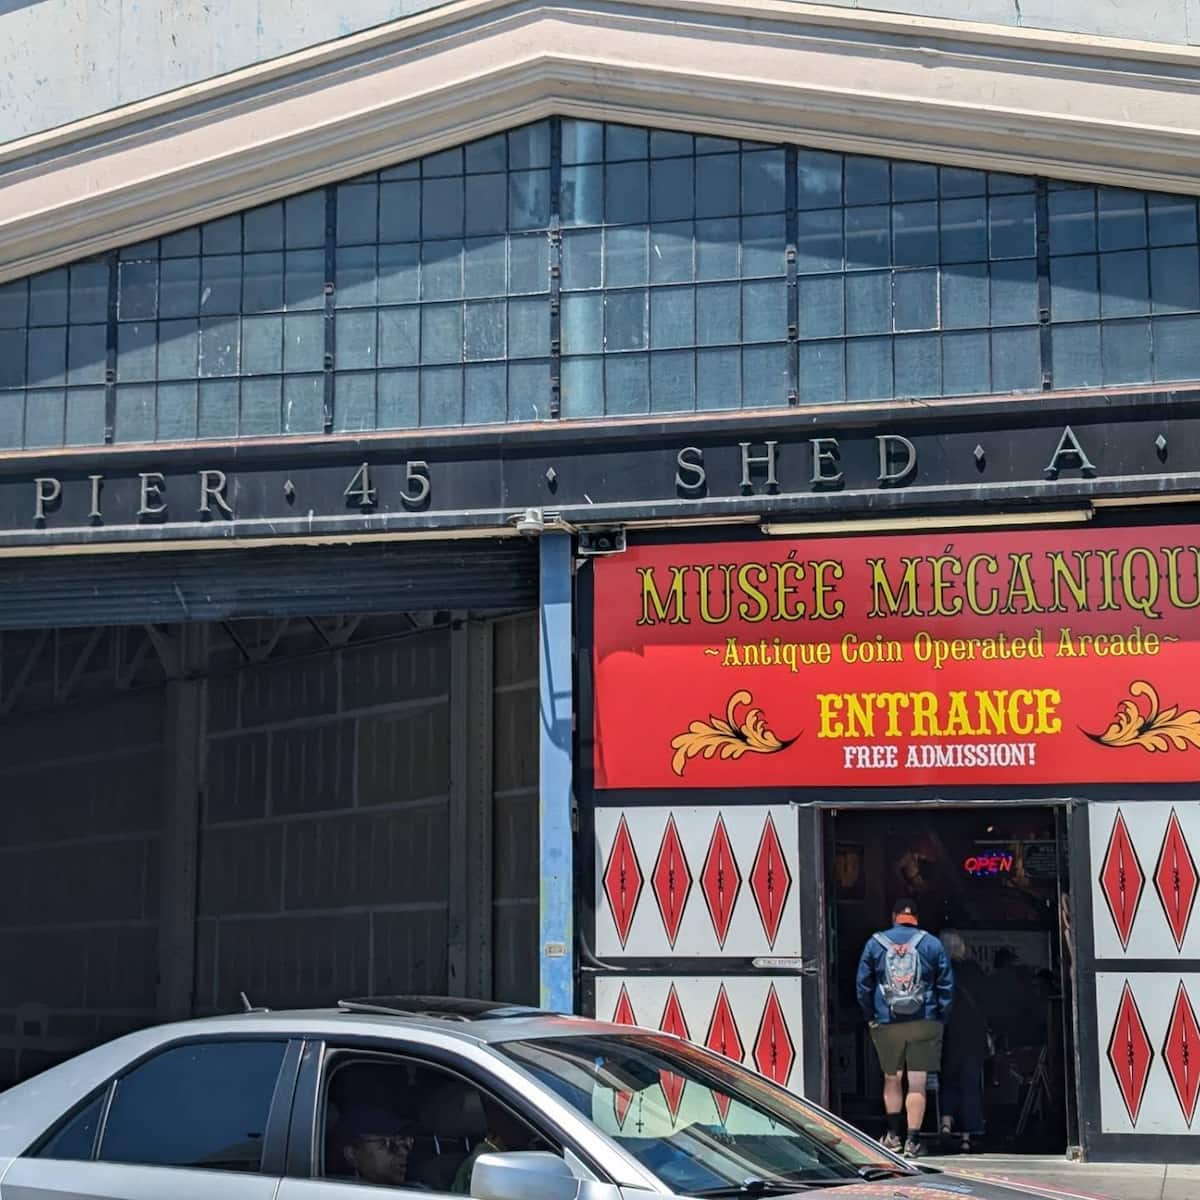 PIER · 45 · SHED · A ·
MUSÉE MÉCANIQU
~Antique Coin Operated Arcade~
ENTRANCE
FREE ADMISSION!
OPEN